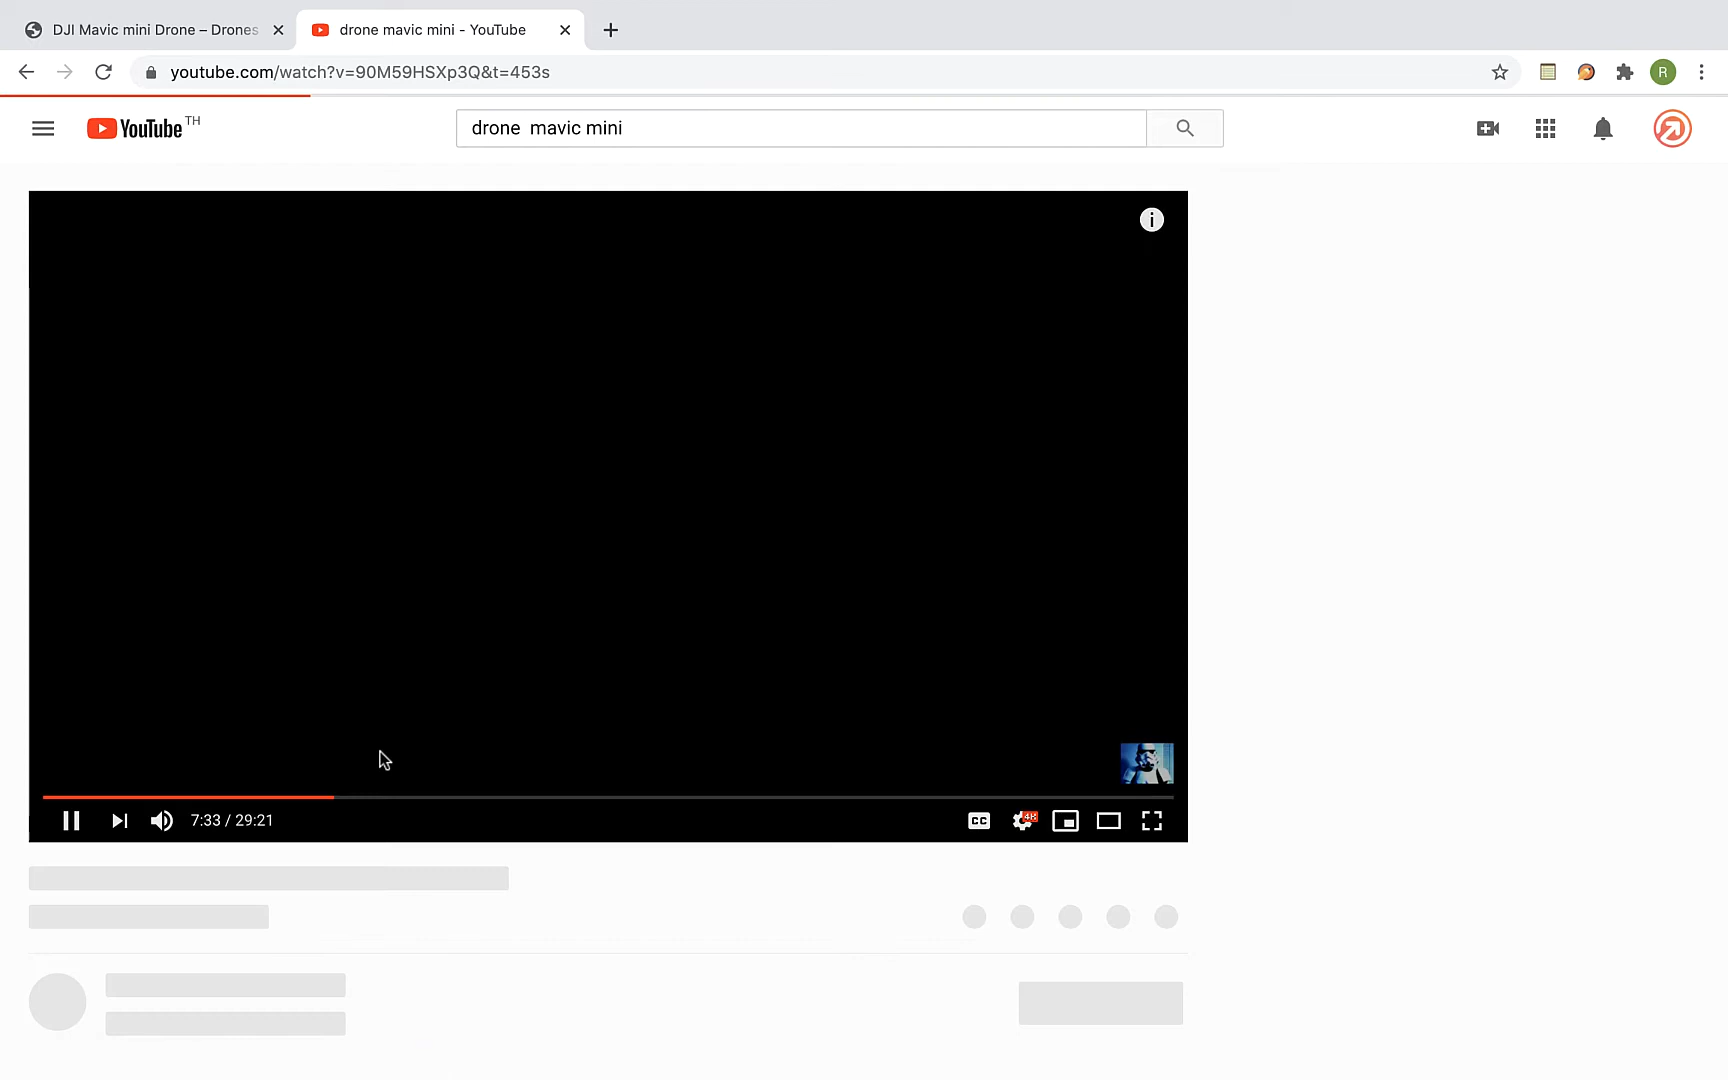 DJI Mavic mini Drone – Drones
drone mavic mini - YouTube
youtube.com/watch?v=90M59HSXp3Q&t=453s
R
YouTube TH
drone  mavic mini
i
7:33 / 29:21
CC
4K